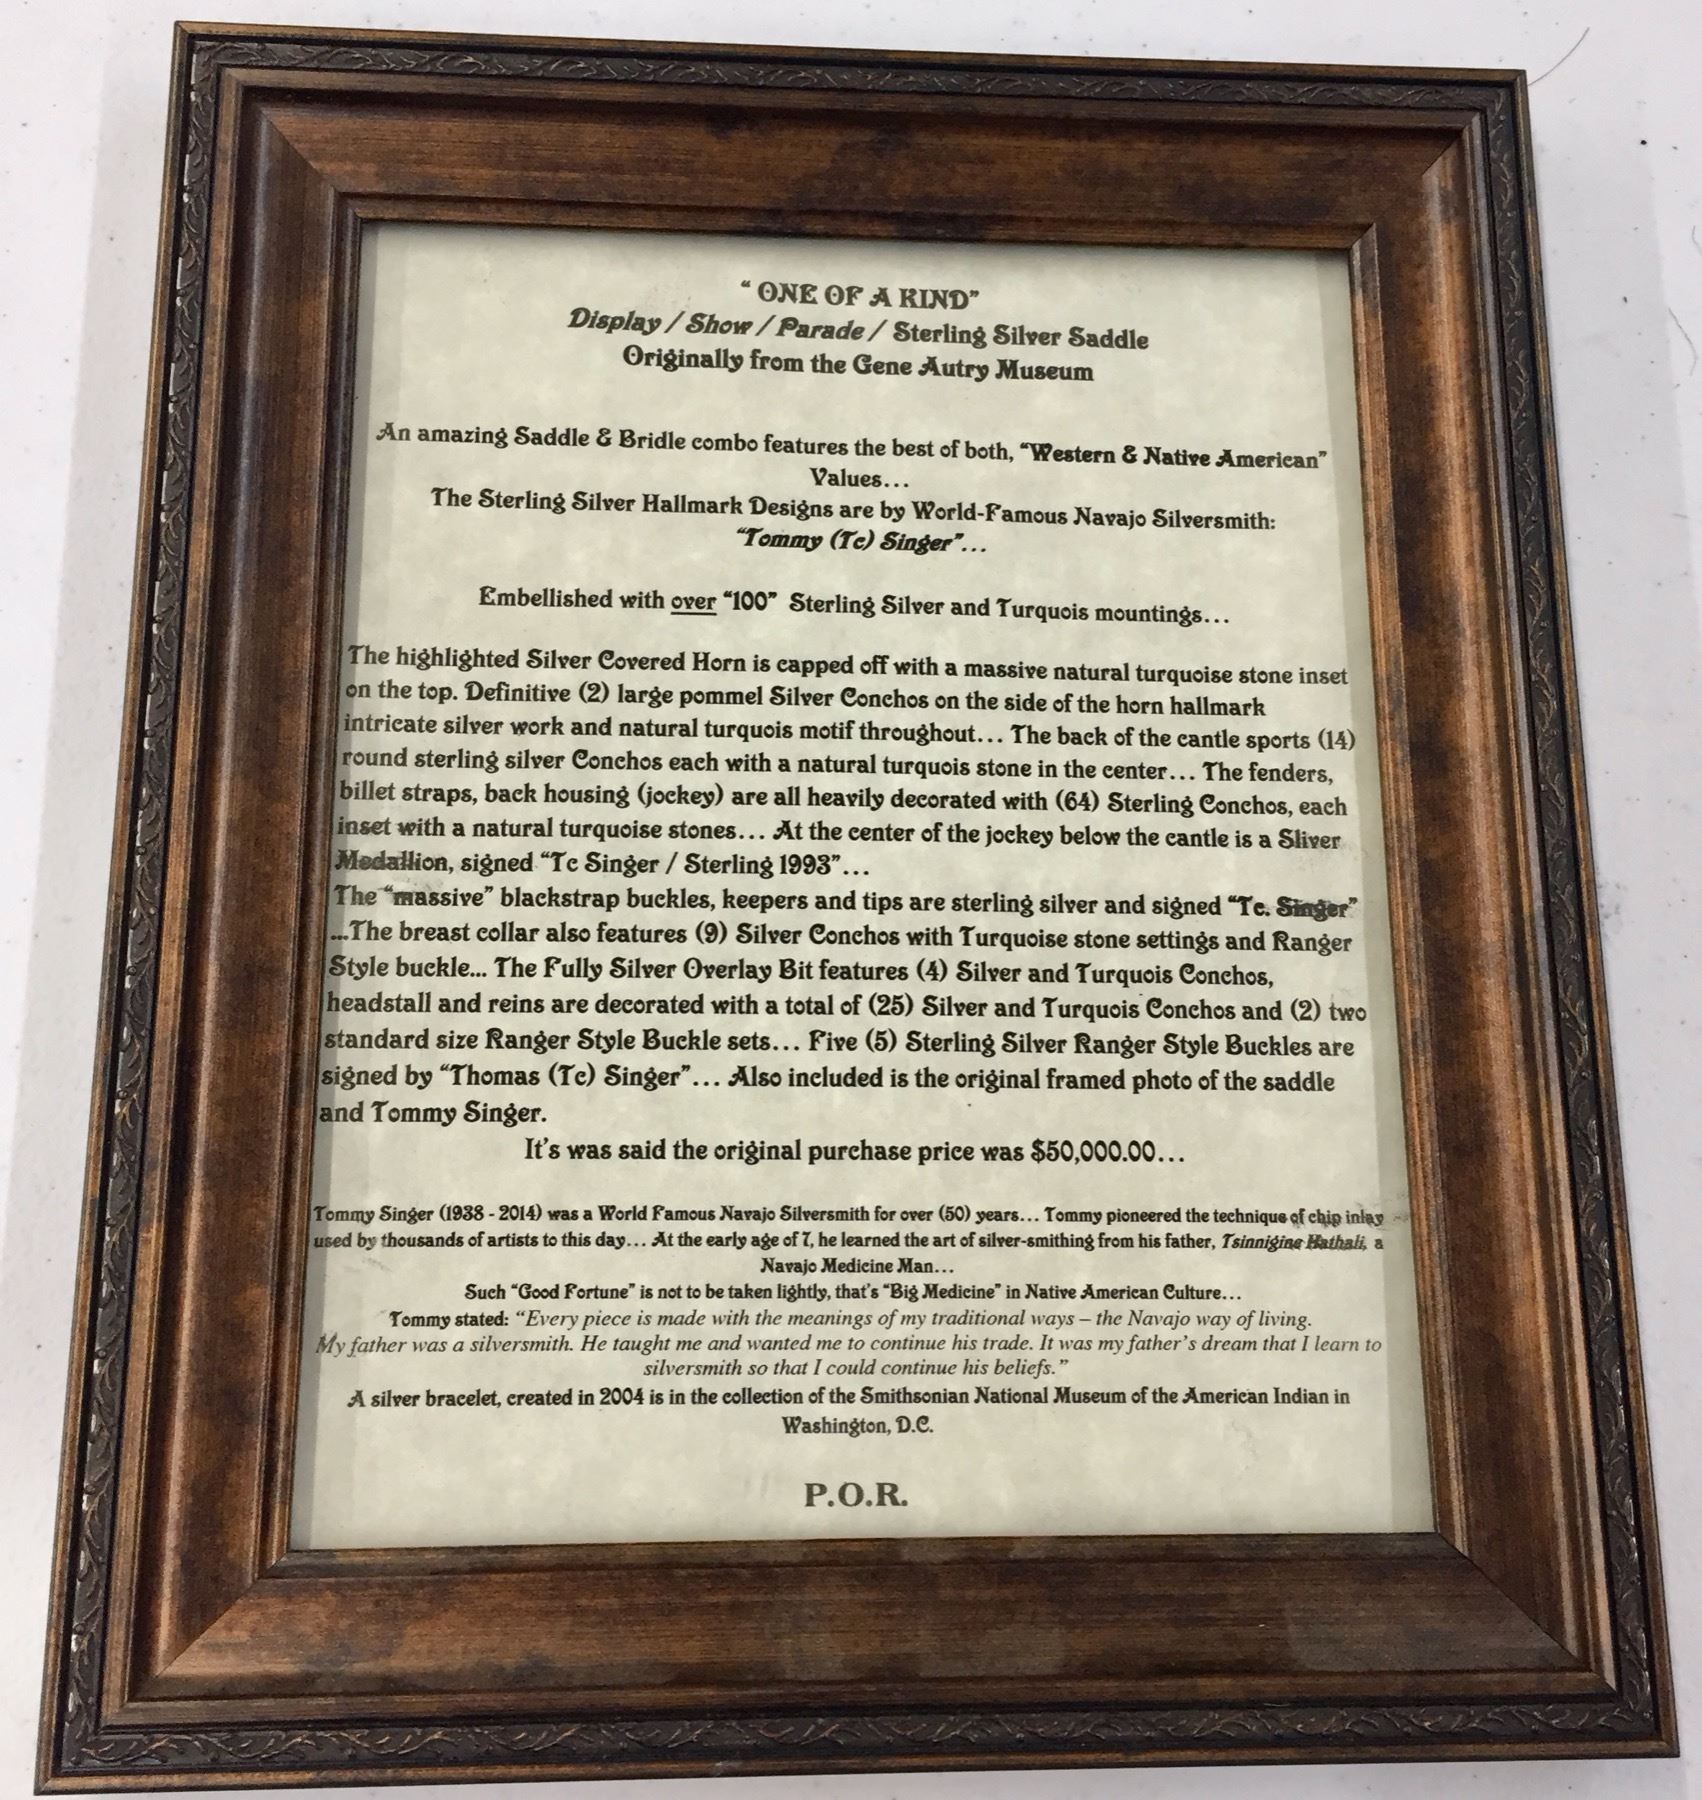 “ ONE OF A KIND”
Display / Show / Parade / Sterling Silver Saddle
Originally from the Gene Autry Museum
An amazing Saddle & Bridle combo features the best of both, “Western & Native American”
Values…
The Sterling Silver Hallmark Designs are by World-Famous Navajo Silversmith:
“Tommy (Tc) Singer”…
Embellished with over “100” Sterling Silver and Turquois mountings…
The highlighted Silver Covered Horn is capped off with a massive natural turquoise stone inset
on the top. Definitive (2) large pommel Silver Conchos on the side of the horn hallmark
intricate silver work and natural turquois motif throughout… The back of the cantle sports (14)
round sterling silver Conchos each with a natural turquois stone in the center… The fenders,
billet straps, back housing (jockey) are all heavily decorated with (64) Sterling Conchos, each
inset with a natural turquoise stones… At the center of the jockey below the cantle is a Sliver
Medallion, signed “Tc Singer / Sterling 1993”…
The “massive” blackstrap buckles, keepers and tips are sterling silver and signed “Tc. Singer”
…The breast collar also features (9) Silver Conchos with Turquoise stone settings and Ranger
Style buckle... The Fully Silver Overlay Bit features (4) Silver and Turquois Conchos,
headstall and reins are decorated with a total of (25) Silver and Turquois Conchos and (2) two
standard size Ranger Style Buckle sets… Five (5) Sterling Silver Ranger Style Buckles are
signed by “Thomas (Tc) Singer”… Also included is the original framed photo of the saddle
and Tommy Singer.
It’s was said the original purchase price was $50,000.00…
Tommy Singer (1938 - 2014) was a World Famous Navajo Silversmith for over (50) years… Tommy pioneered the technique of chip inlay
used by thousands of artists to this day… At the early age of 7, he learned the art of silver-smithing from his father, Tsinnigine Hathali, a
Navajo Medicine Man…
Such “Good Fortune” is not to be taken lightly, that’s “Big Medicine” in Native American Culture…
Tommy stated: “Every piece is made with the meanings of my traditional ways – the Navajo way of living.
My father was a silversmith. He taught me and wanted me to continue his trade. It was my father’s dream that I learn to
silversmith so that I could continue his beliefs.”
A silver bracelet, created in 2004 is in the collection of the Smithsonian National Museum of the American Indian in
Washington, D.C.
P.O.R.